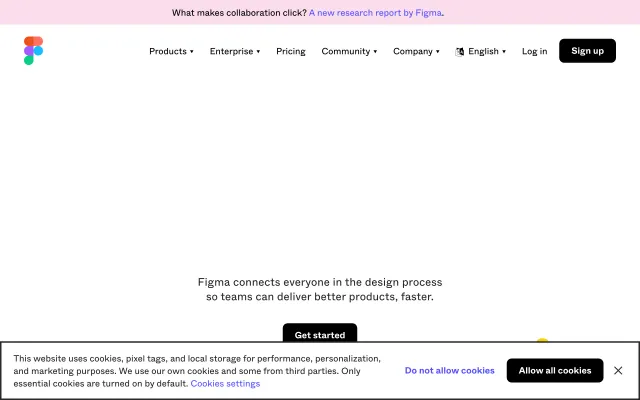 What makes collaboration click? A new research report by Figma.
Products ▾ Enterprise ▾ Pricing Community ▾ Company ▾ English ▾ Log in Sign up
Figma connects everyone in the design process
so teams can deliver better products, faster.
Get started
This website uses cookies, pixel tags, and local storage for performance, personalization,
and marketing purposes. We use our own cookies and some from third parties. Only
essential cookies are turned on by default. Cookies settings
Do not allow cookies
Allow all cookies